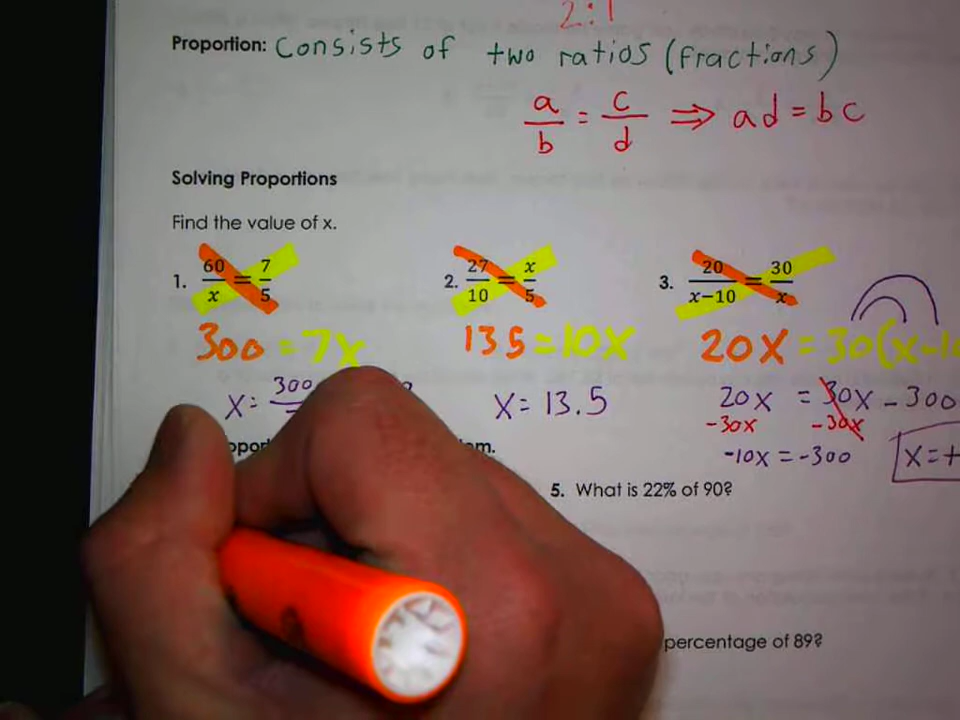 2:1
Proportion: Consists of two ratios (fractions)
a/b = c/d ⇒ ad = bc
Solving Proportions
Find the value of x.
1. 60/x = 7/5 2. 27/10 = x/5 3. 20/x−10 = 30/x
300 = 7x 135 = 10x 20x = 30(x-10
x = 300 x = 13.5 20x = 30x - 300
-30x -30x
-10x = -300 x = +
5. What is 22% of 90?
percentage of 89?